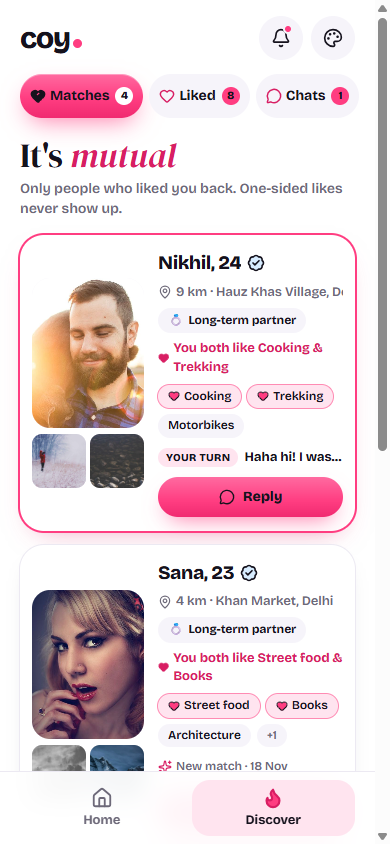 coy.
Matches 4
Liked 8
Chats 1
It's mutual
Only people who liked you back. One-sided likes
never show up.
Nikhil, 24
9 km · Hauz Khas Village, De
Long-term partner
You both like Cooking &
Trekking
Cooking
Trekking
Motorbikes
YOUR TURN Haha hi! I was...
Reply
Sana, 23
4 km · Khan Market, Delhi
Long-term partner
You both like Street food &
Books
Street food
Books
Architecture
+1
New match · 18 Nov
Home
Discover